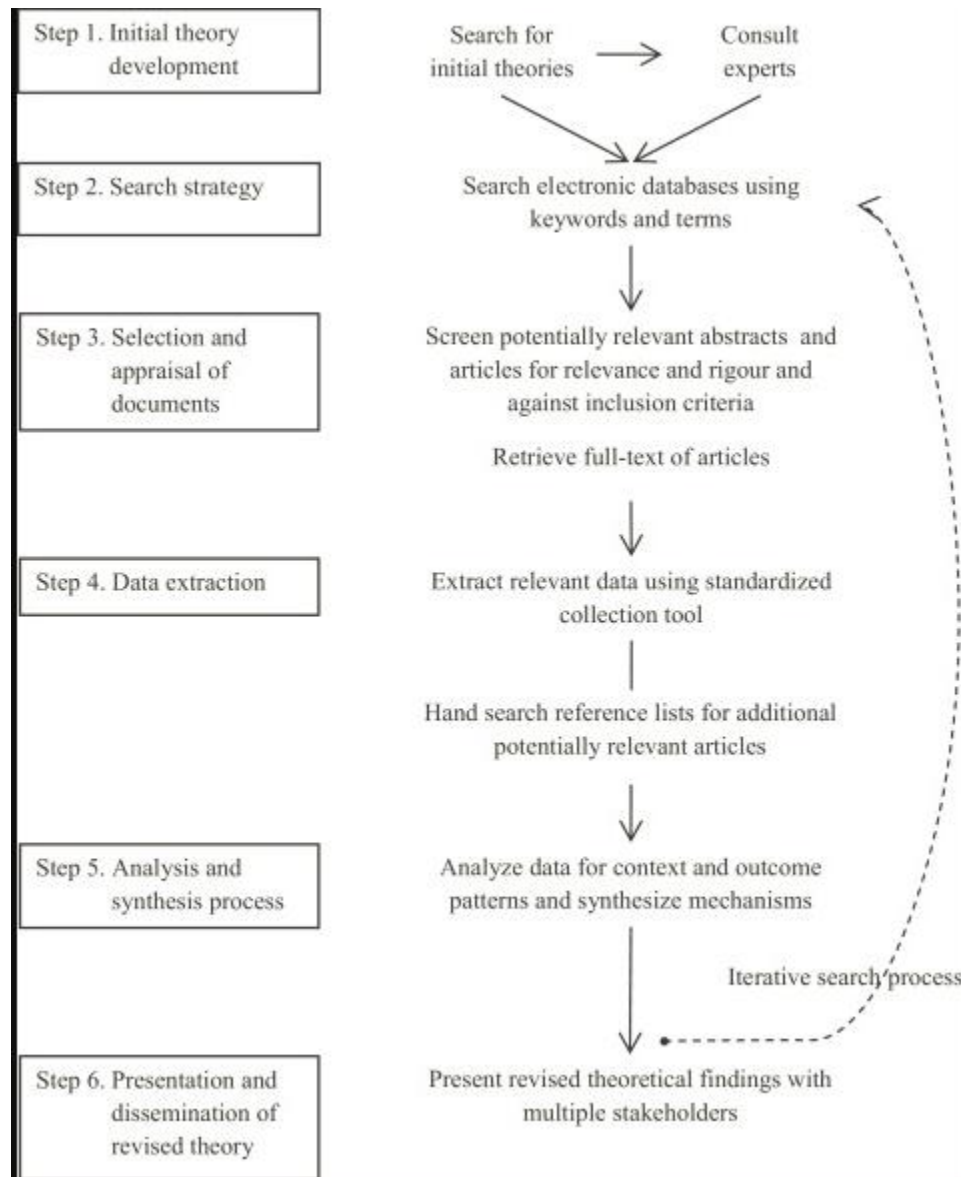 Step 1. Initial theory
development
Search for
initial theories
Consult
experts
Step 2. Search strategy
Search electronic databases using
keywords and terms
Step 3. Selection and
appraisal of
documents
Screen potentially relevant abstracts and
articles for relevance and rigour and
against inclusion criteria
Retrieve full-text of articles
Step 4. Data extraction
Extract relevant data using standardized
collection tool
Hand search reference lists for additional
potentially relevant articles
Step 5. Analysis and
synthesis process
Analyze data for context and outcome
patterns and synthesize mechanisms
Iterative search process
Step 6. Presentation and
dissemination of
revised theory
Present revised theoretical findings with
multiple stakeholders